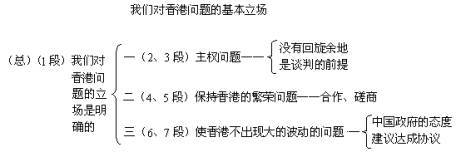 我们对香港问题的基本立场
(总)(1段)我们对
香港问
题的立
场是明
确的
一(2、3段)主权问题——
没有回旋余地
是谈判的前提
二(4、5段)保持香港的繁荣问题——合作、磋商
三(6、7段)使香港不出现大的波动的问题—
中国政府的态度
建议达成协议